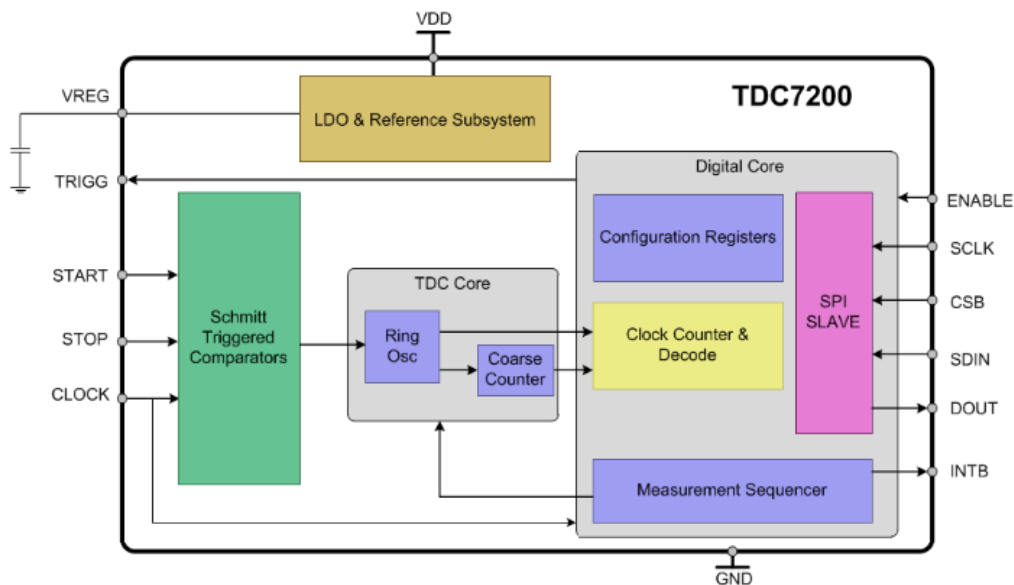 VDD
TDC7200
VREG
LDO & Reference Subsystem
TRIGG
Digital Core
ENABLE
Configuration Registers
SCLK
START
TDC Core
SPI
SLAVE
CSB
Schmitt
Triggered
Comparators
STOP
Ring
Osc
Clock Counter &
Decode
Coarse
Counter
SDIN
CLOCK
DOUT
Measurement Sequencer
INTB
GND